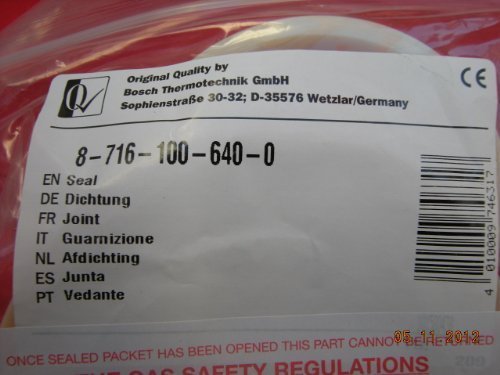 Original Quality by
Bosch Thermotechnik GmbH
Sophienstraße 30-32; D-35576 Wetzlar/Germany
CE
8-716-100-640-0
EN Seal
DE Dichtung
FR Joint
IT Guarnizione
NL Afdichting
ES Junta
PT Vedante
4 010009 746317
05.11.2012
ONCE SEALED PACKET HAS BEEN OPENED THIS PART CANNOT BE RETURNED
GAS SAFETY REGULATIONS